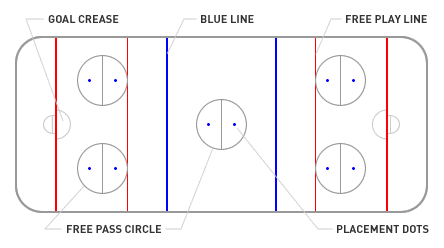 GOAL CREASE
BLUE LINE
FREE PLAY LINE
FREE PASS CIRCLE
PLACEMENT DOTS